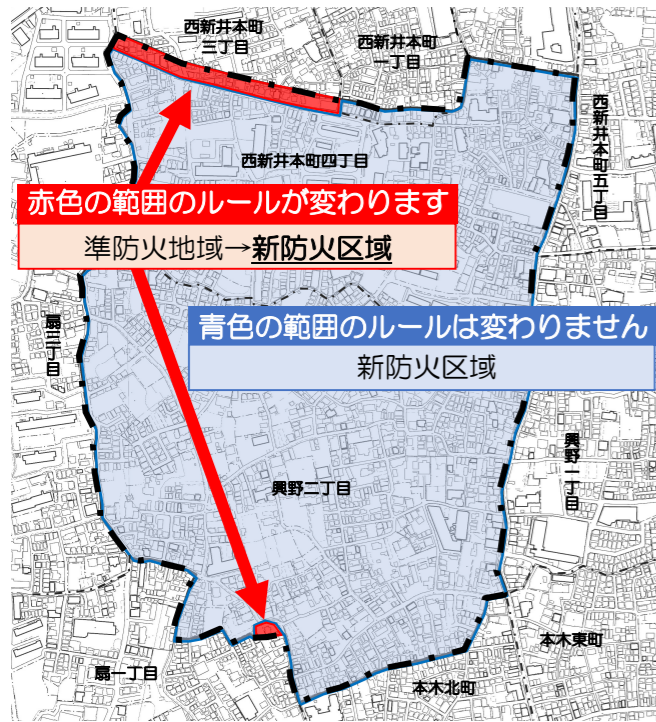 西新井本町
三丁目
西新井本町
一丁目
西新井本町五丁目
西新井本町四丁目
赤色の範囲のルールが変わります
準防火地域→新防火区域
青色の範囲のルールは変わりません
新防火区域
扇三丁目
興野一丁目
興野二丁目
本木東町
扇一丁目
本木北町